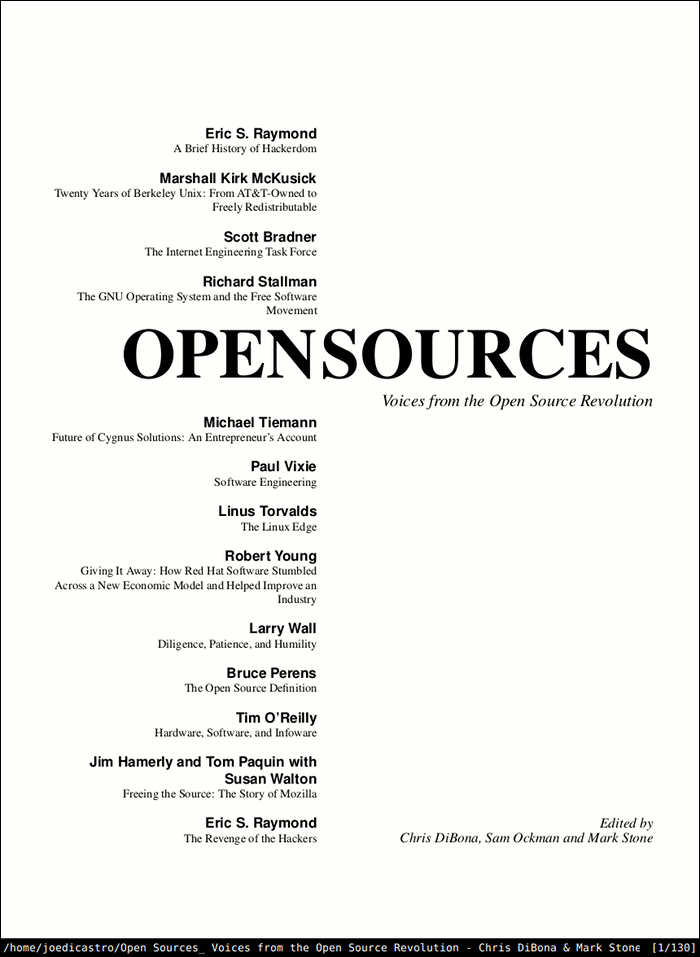 Eric S. Raymond
A Brief History of Hackerdom
Marshall Kirk McKusick
Twenty Years of Berkeley Unix: From AT&T-Owned to
Freely Redistributable
Scott Bradner
The Internet Engineering Task Force
Richard Stallman
The GNU Operating System and the Free Software
Movement
OPENSOURCES
Voices from the Open Source Revolution
Michael Tiemann
Future of Cygnus Solutions: An Entrepreneur's Account
Paul Vixie
Software Engineering
Linus Torvalds
The Linux Edge
Robert Young
Giving It Away: How Red Hat Software Stumbled
Across a New Economic Model and Helped Improve an
Industry
Larry Wall
Diligence, Patience, and Humility
Bruce Perens
The Open Source Definition
Tim O'Reilly
Hardware, Software, and Infoware
Jim Hamerly and Tom Paquin with
Susan Walton
Freeing the Source: The Story of Mozilla
Eric S. Raymond
The Revenge of the Hackers
Edited by
Chris DiBona, Sam Ockman and Mark Stone
/home/joedicastro/Open Sources_ Voices from the Open Source Revolution - Chris DiBona & Mark Stone [1/130]